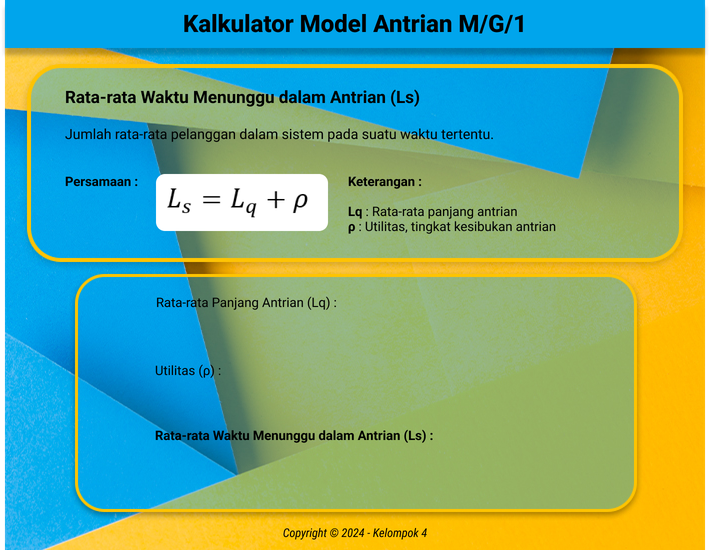 Kalkulator Model Antrian M/G/1
Rata-rata Waktu Menunggu dalam Antrian (Ls)
Jumlah rata-rata pelanggan dalam sistem pada suatu waktu tertentu.
Persamaan :
L_s = L_q + ρ
Keterangan :
Lq : Rata-rata panjang antrian
ρ : Utilitas, tingkat kesibukan antrian
Rata-rata Panjang Antrian (Lq) :
Utilitas (ρ) :
Rata-rata Waktu Menunggu dalam Antrian (Ls) :
Copyright © 2024 - Kelompok 4